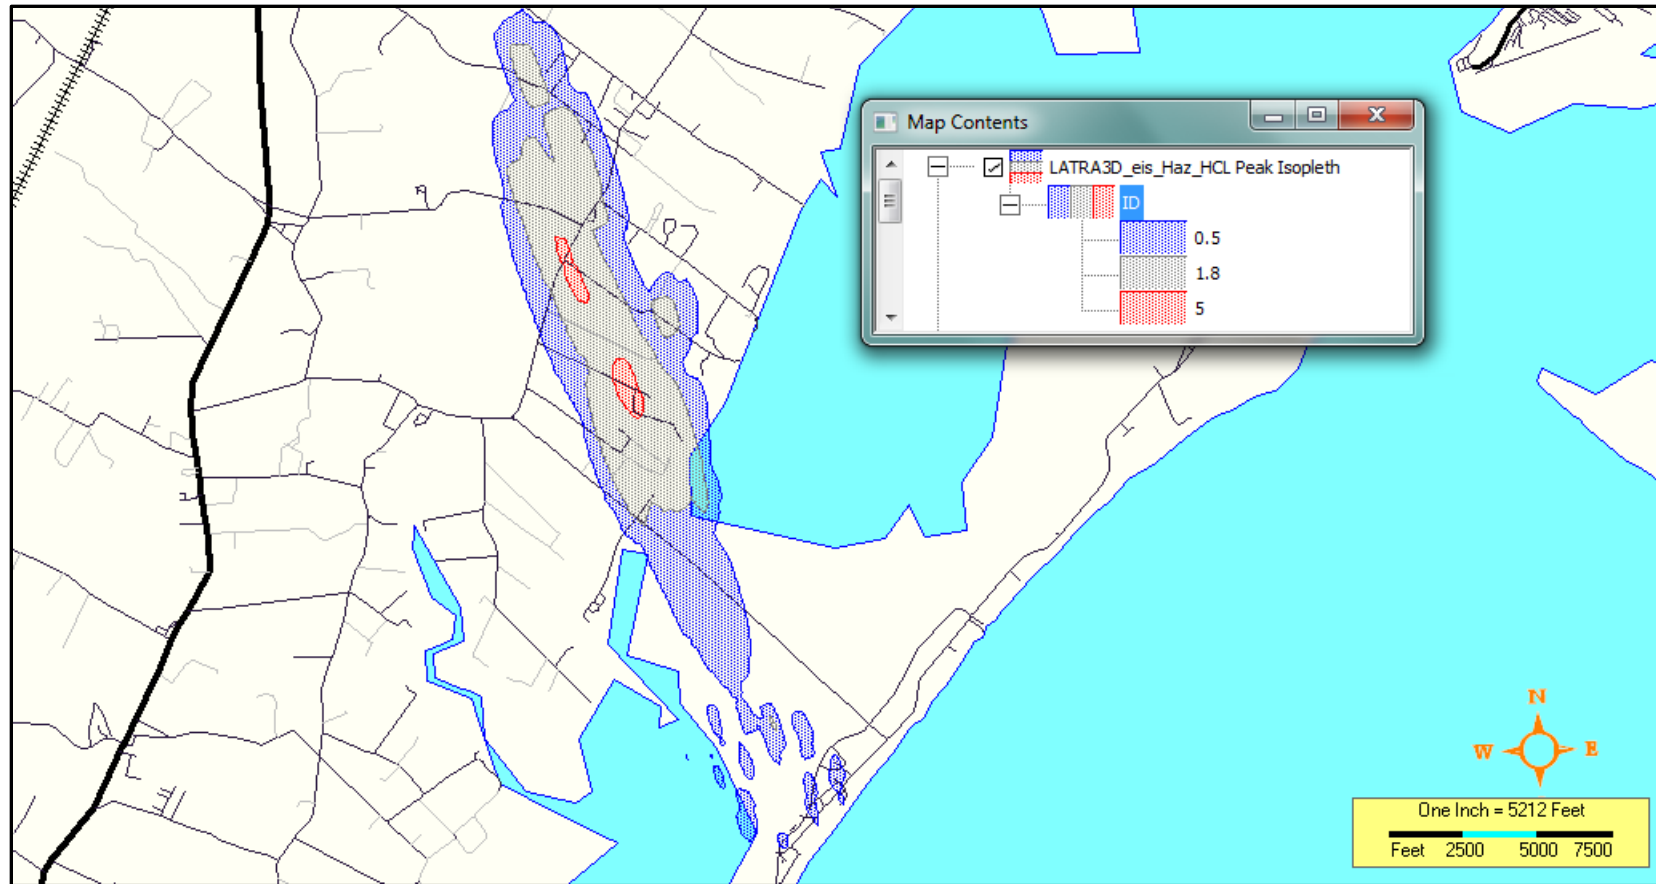 Map Contents
LATRA3D_eis_Haz_HCL Peak Isopleth
ID
0.5
1.8
5
N
W E
S
One Inch = 5212 Feet
Feet 2500 5000 7500